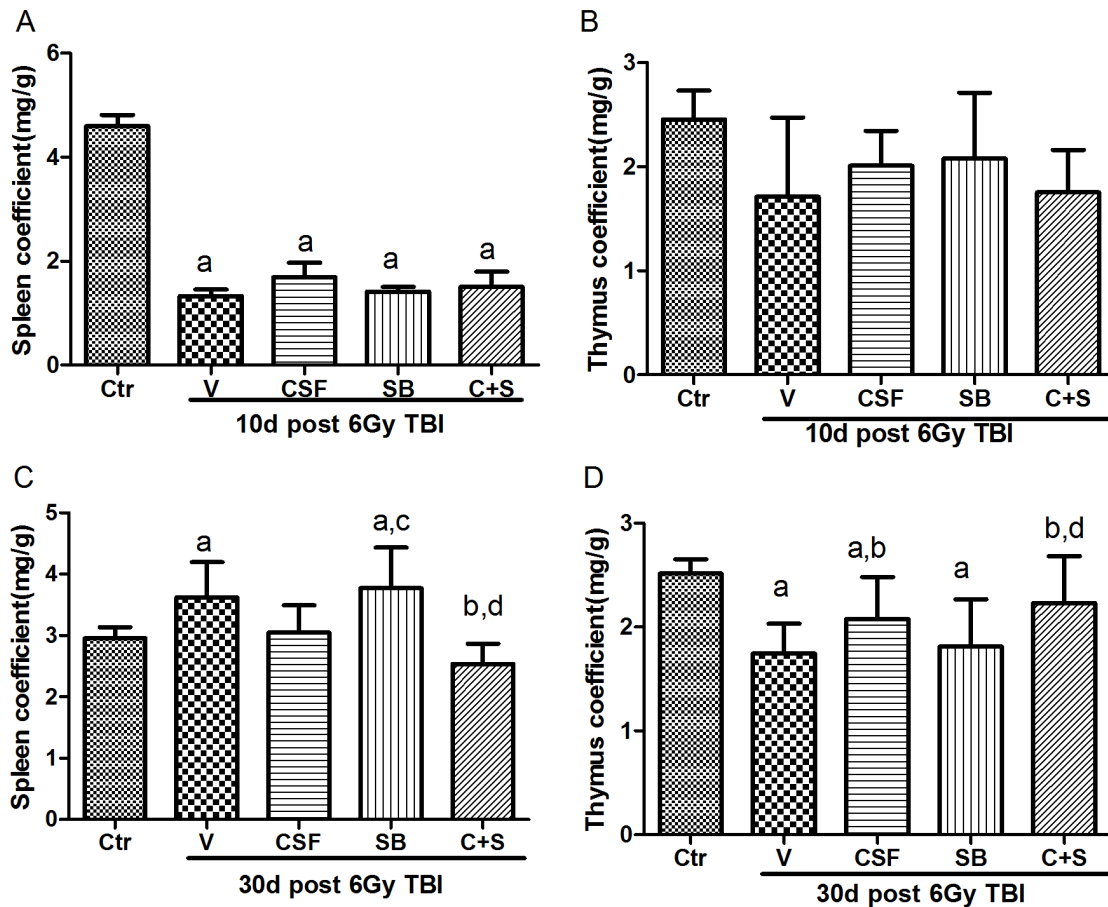 A
Spleen coefficient(mg/g)
6
4
2
0
a
a
a
a
Ctr
V
CSF
SB
C+S
10d post 6Gy TBI
B
Thymus coefficient(mg/g)
3
2
1
0
Ctr
V
CSF
SB
C+S
10d post 6Gy TBI
C
Spleen coefficient(mg/g)
5
4
3
2
1
0
a
a,c
b,d
Ctr
V
CSF
SB
C+S
30d post 6Gy TBI
D
Thymus coefficient(mg/g)
3
2
1
0
a
a,b
a
b,d
Ctr
V
CSF
SB
C+S
30d post 6Gy TBI